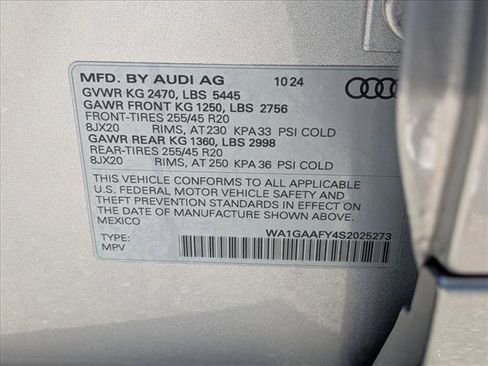 MFD. BY AUDI AG 10 24
GVWR KG 2470, LBS 5445
GAWR FRONT KG 1250, LBS 2756
FRONT-TIRES 255/45 R20
8JX20 RIMS, AT 230 KPA 33 PSI COLD
GAWR REAR KG 1360, LBS 2998
REAR-TIRES 255/45 R20
8JX20 RIMS, AT 250 KPA 36 PSI COLD
THIS VEHICLE CONFORMS TO ALL APPLICABLE
U.S. FEDERAL MOTOR VEHICLE SAFETY AND
THEFT PREVENTION STANDARDS IN EFFECT ON
THE DATE OF MANUFACTURE SHOWN ABOVE.
MEXICO
WA1GAAFY4S2025273
TYPE:
MPV